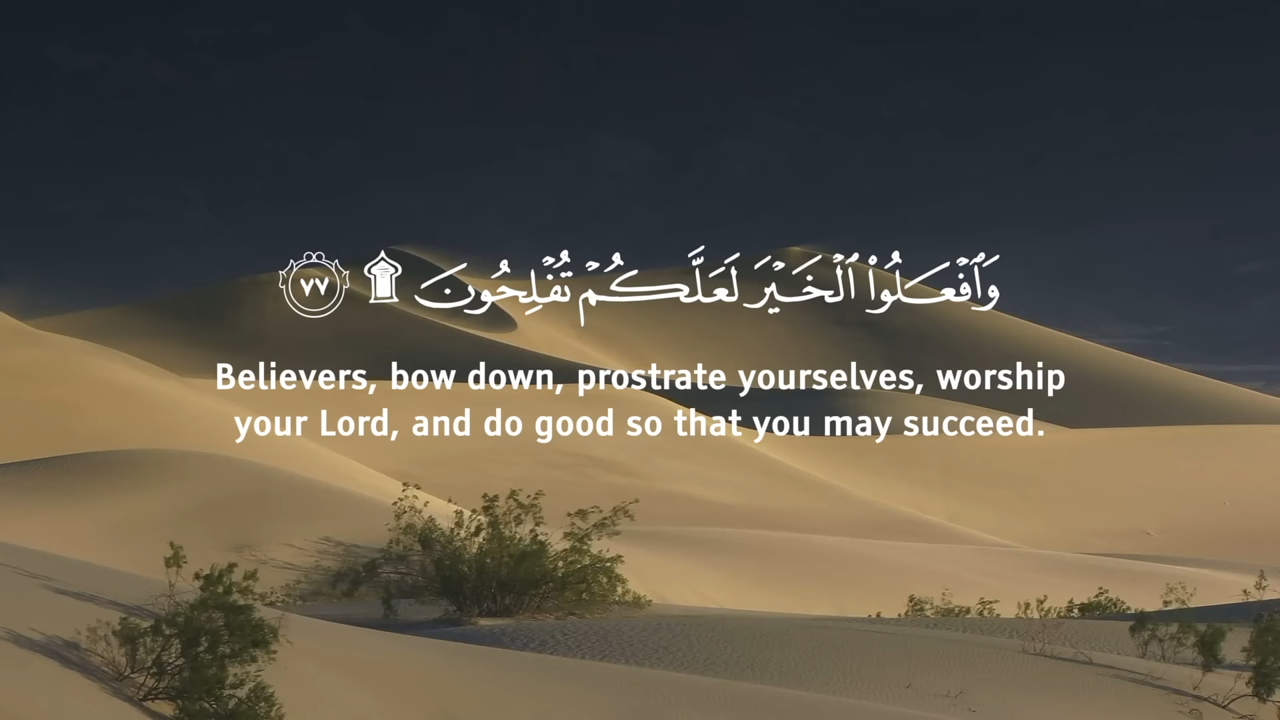 وَٱفْعَلُوا۟ ٱلْخَيْرَ لَعَلَّكُمْ تُفْلِحُونَ ۩ ٧٧
Believers, bow down, prostrate yourselves, worship
your Lord, and do good so that you may succeed.